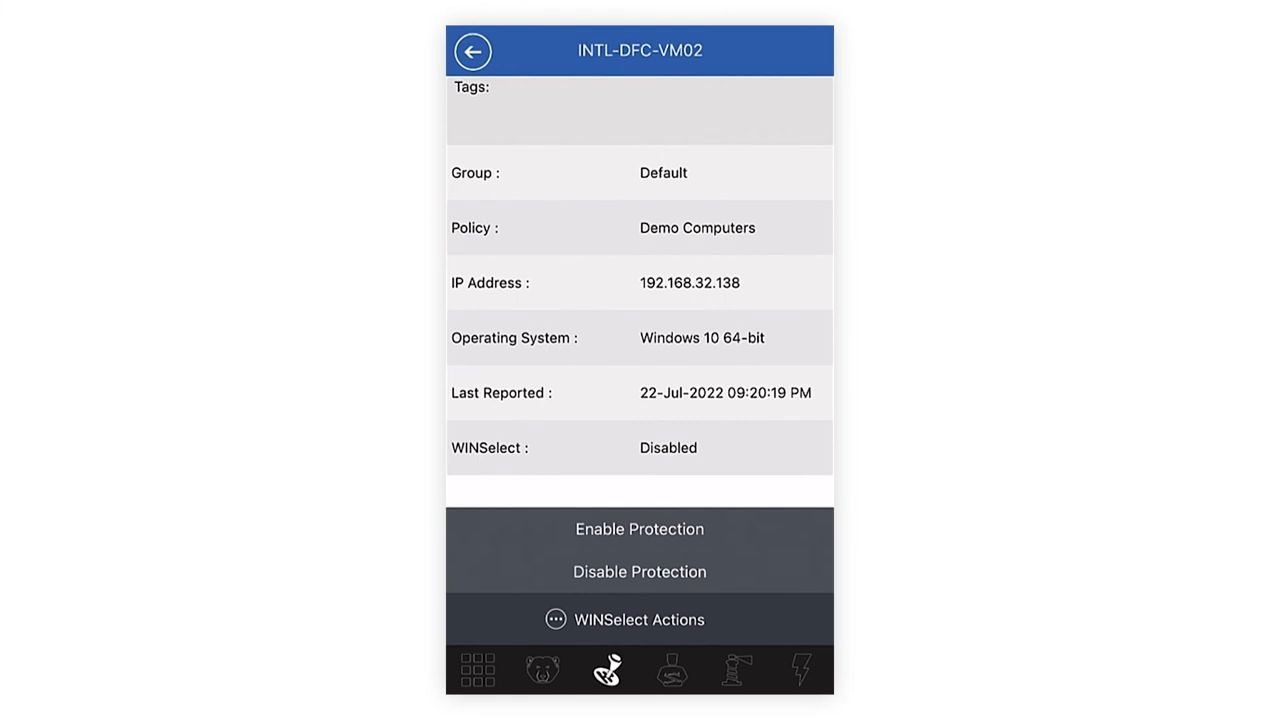 INTL-DFC-VM02
Tags:
Group : Default
Policy : Demo Computers
IP Address : 192.168.32.138
Operating System : Windows 10 64-bit
Last Reported : 22-Jul-2022 09:20:19 PM
WINSelect : Disabled
Enable Protection
Disable Protection
WINSelect Actions